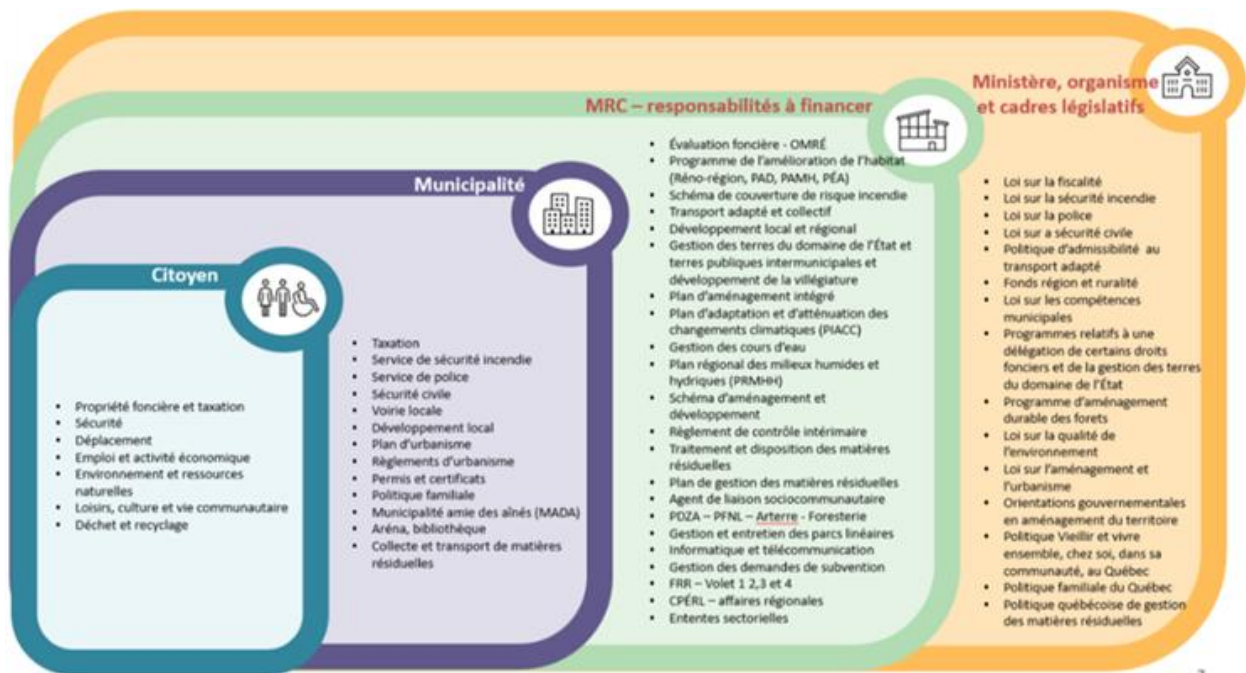 Citoyen
• Propriété foncière et taxation
• Sécurité
• Déplacement
• Emploi et activité économique
• Environnement et ressources
naturelles
• Loisirs, culture et vie communautaire
• Déchet et recyclage
Municipalité
• Taxation
• Service de sécurité incendie
• Service de police
• Sécurité civile
• Voirie locale
• Développement local
• Plan d'urbanisme
• Règlements d'urbanisme
• Permis et certificats
• Politique familiale
• Municipalité amie des aînés (MADA)
• Aréna, bibliothèque
• Collecte et transport de matières
résiduelles
MRC – responsabilités à financer
• Évaluation foncière - OMRÉ
• Programme de l'amélioration de l'habitat
(Réno-région, PAD, PAMH, PÉA)
• Schéma de couverture de risque incendie
• Transport adapté et collectif
• Développement local et régional
• Gestion des terres du domaine de l'État et
terres publiques intermunicipales et
développement de la villégiature
• Plan d'aménagement intégré
• Plan d'adaptation et d'atténuation des
changements climatiques (PIACC)
• Gestion des cours d'eau
• Plan régional des milieux humides et
hydriques (PRMHH)
• Schéma d'aménagement et
développement
• Règlement de contrôle intérimaire
• Traitement et disposition des matières
résiduelles
• Plan de gestion des matières résiduelles
• Agent de liaison sociocommunautaire
• PDZA – PFNL – Arterre - Foresterie
• Gestion et entretien des parcs linéaires
• Informatique et télécommunication
• Gestion des demandes de subvention
• FRR – Volet 1 2,3 et 4
• CPÉRL – affaires régionales
• Ententes sectorielles
Ministère, organisme
et cadres législatifs
• Loi sur la fiscalité
• Loi sur la sécurité incendie
• Loi sur la police
• Loi sur a sécurité civile
• Politique d'admissibilité au
transport adapté
• Fonds région et ruralité
• Loi sur les compétences
municipales
• Programmes relatifs à une
délégation de certains droits
fonciers et de la gestion des terres
du domaine de l'État
• Programme d'aménagement
durable des forets
• Loi sur la qualité de
l'environnement
• Loi sur l'aménagement et
l'urbanisme
• Orientations gouvernementales
en aménagement du territoire
• Politique Vieillir et vivre
ensemble, chez soi, dans sa
communauté, au Québec
• Politique familiale du Québec
• Politique québécoise de gestion
des matières résiduelles